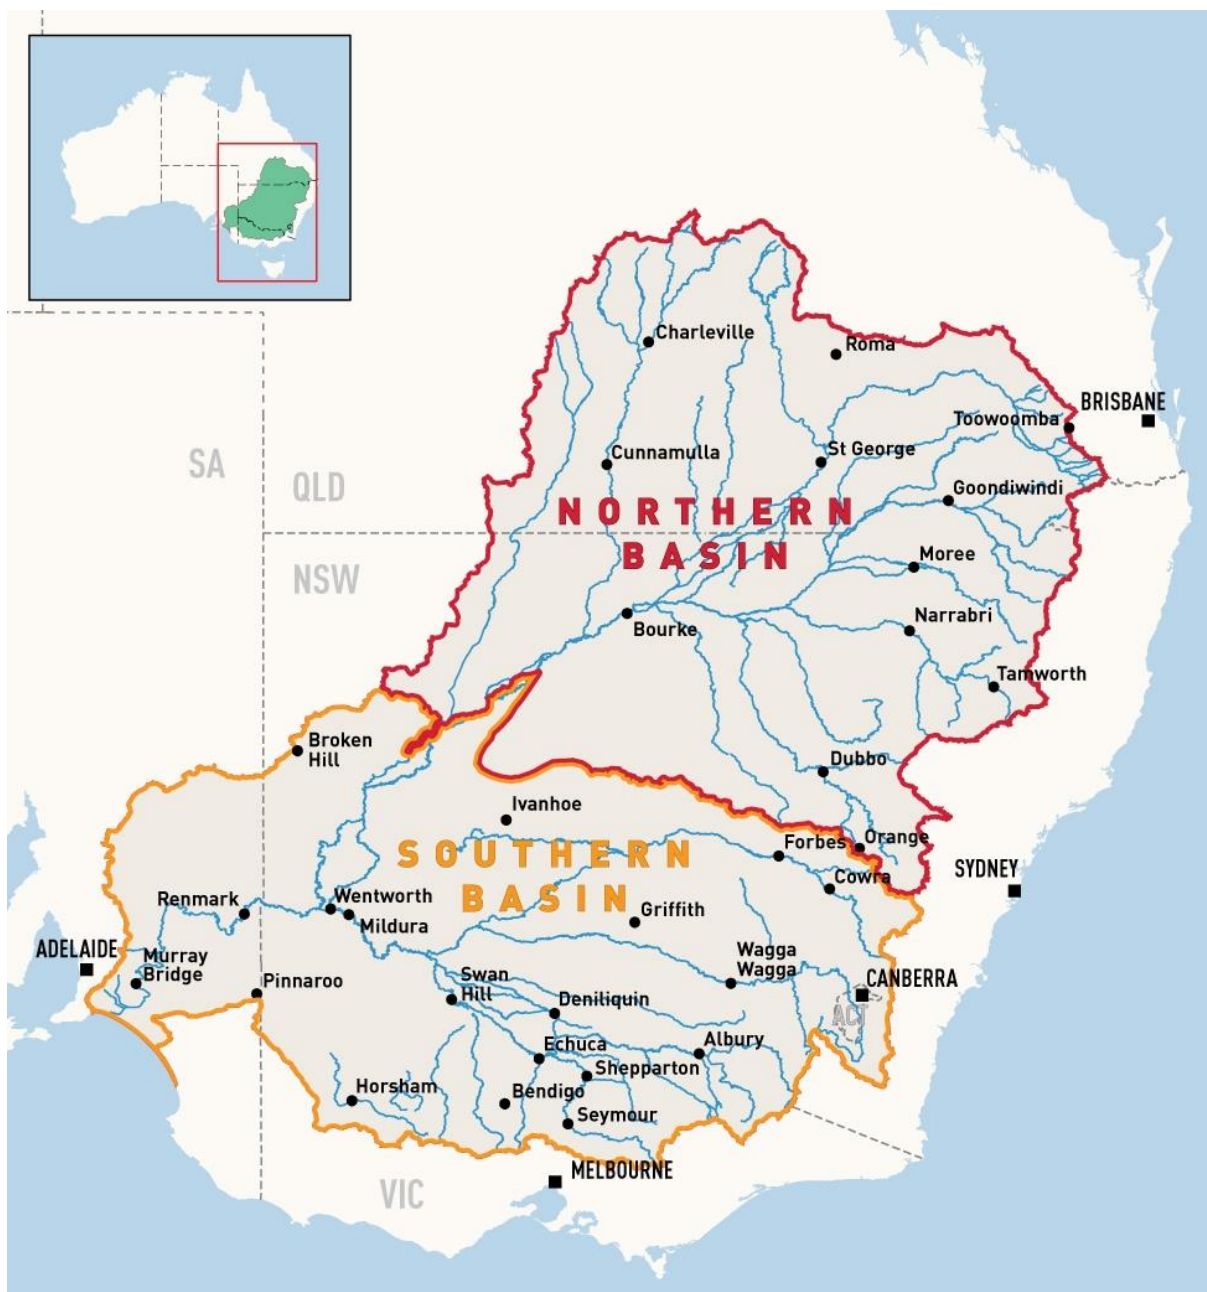 Charleville
Roma
BRISBANE
Toowoomba
Cunnamulla
St George
SA
QLD
Goondiwindi
NORTHERN
BASIN
Moree
NSW
Narrabri
Bourke
Tamworth
Broken
Hill
Dubbo
Ivanhoe
Forbes
Orange
SOUTHERN
BASIN
Cowra
SYDNEY
Renmark
Wentworth
Mildura
Griffith
ADELAIDE
Murray
Bridge
Wagga
Wagga
Pinnaroo
Swan
Hill
CANBERRA
Deniliquin
ACT
Echuca
Albury
Shepparton
Horsham
Bendigo
Seymour
MELBOURNE
VIC